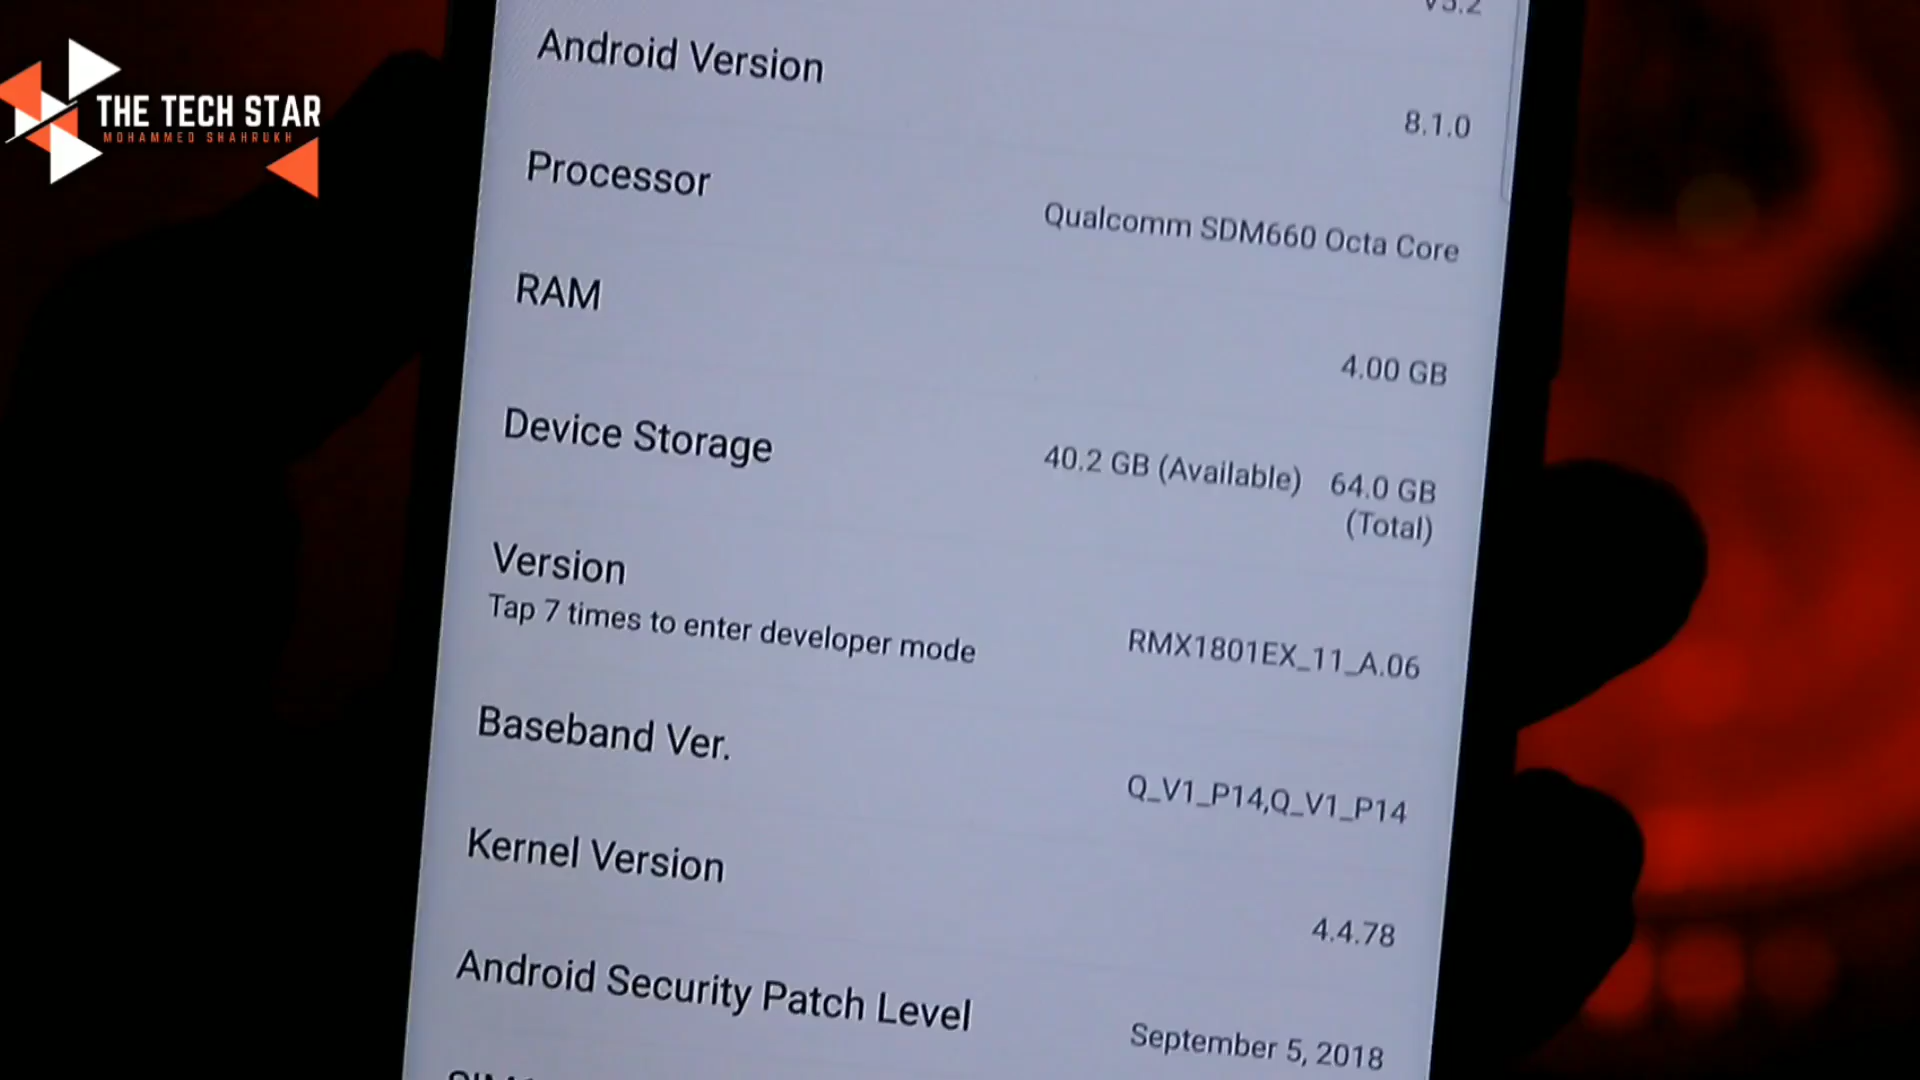 THE TECH STAR
MOHAMMED SHAHRUKH
V5.2
Android Version
8.1.0
Processor
Qualcomm SDM660 Octa Core
RAM
4.00 GB
Device Storage
40.2 GB (Available) 64.0 GB
(Total)
Version
Tap 7 times to enter developer mode
RMX1801EX_11_A.06
Baseband Ver.
Q_V1_P14,Q_V1_P14
Kernel Version
4.4.78
Android Security Patch Level
September 5, 2018